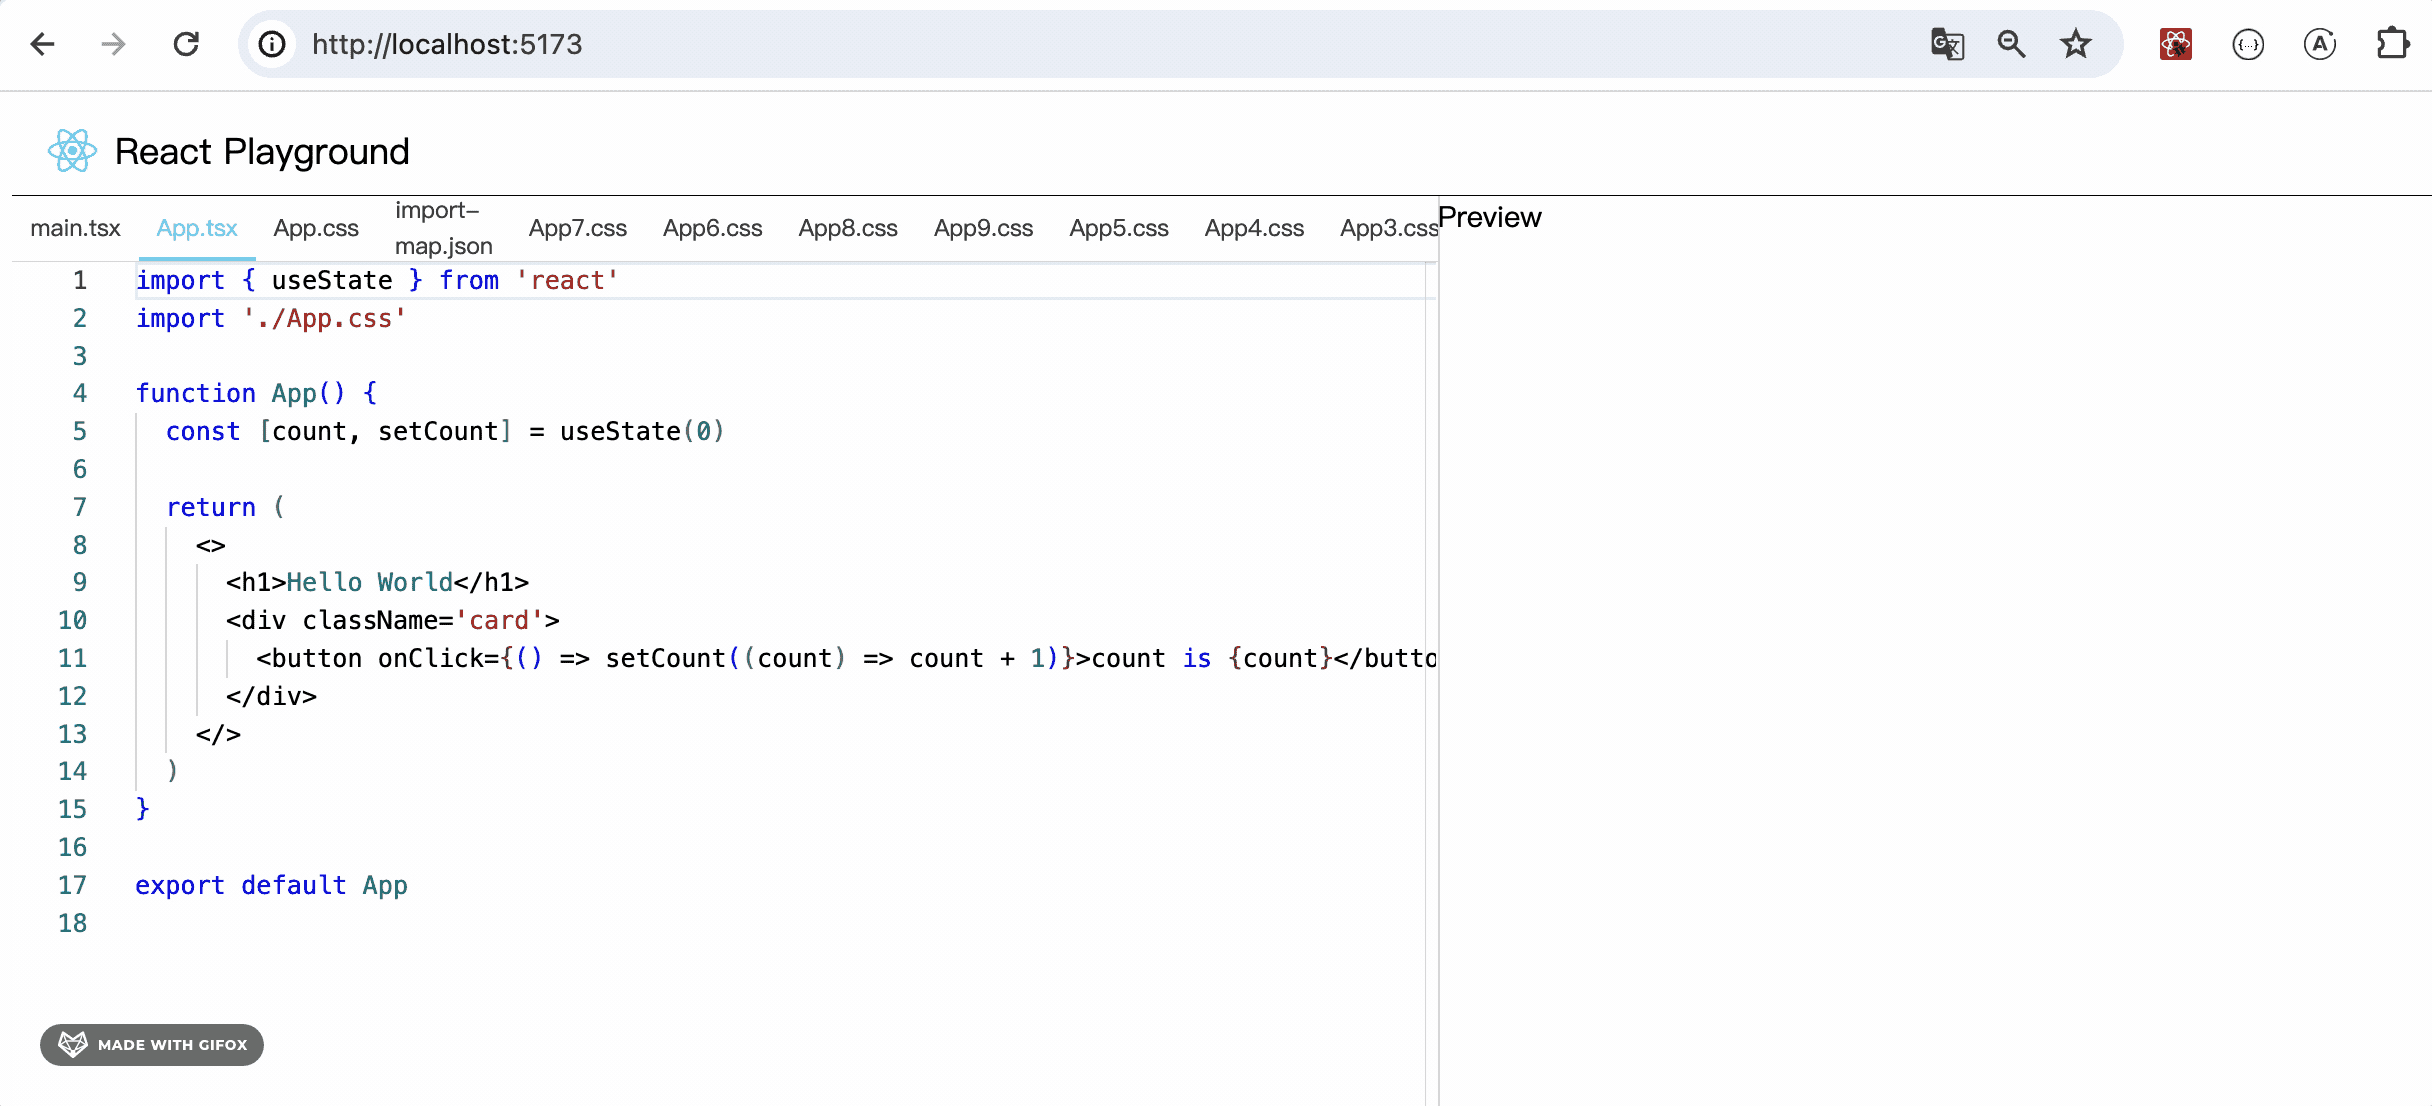 http://localhost:5173
React Playground
main.tsx App.tsx App.css import-map.json App7.css App6.css App8.css App9.css App5.css App4.css App3.css
Preview
1 import { useState } from 'react'
2 import './App.css'
3
4 function App() {
5 const [count, setCount] = useState(0)
6
7 return (
8 <>
9 <h1>Hello World</h1>
10 <div className='card'>
11 <button onClick={() => setCount((count) => count + 1)}>count is {count}</butto
12 </div>
13 </>
14 )
15 }
16
17 export default App
18
MADE WITH GIFOX